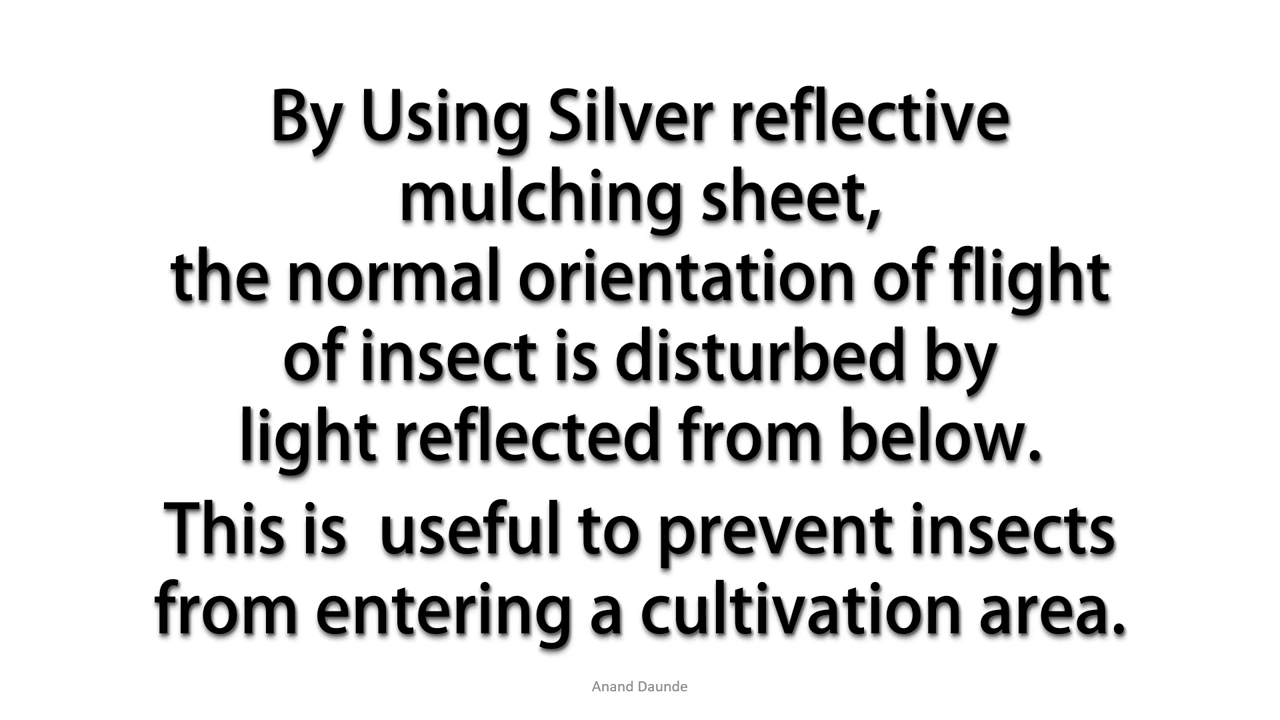 By Using Silver reflective
mulching sheet,
the normal orientation of flight
of insect is disturbed by
light reflected from below.
This is  useful to prevent insects
from entering a cultivation area.
Anand Daunde